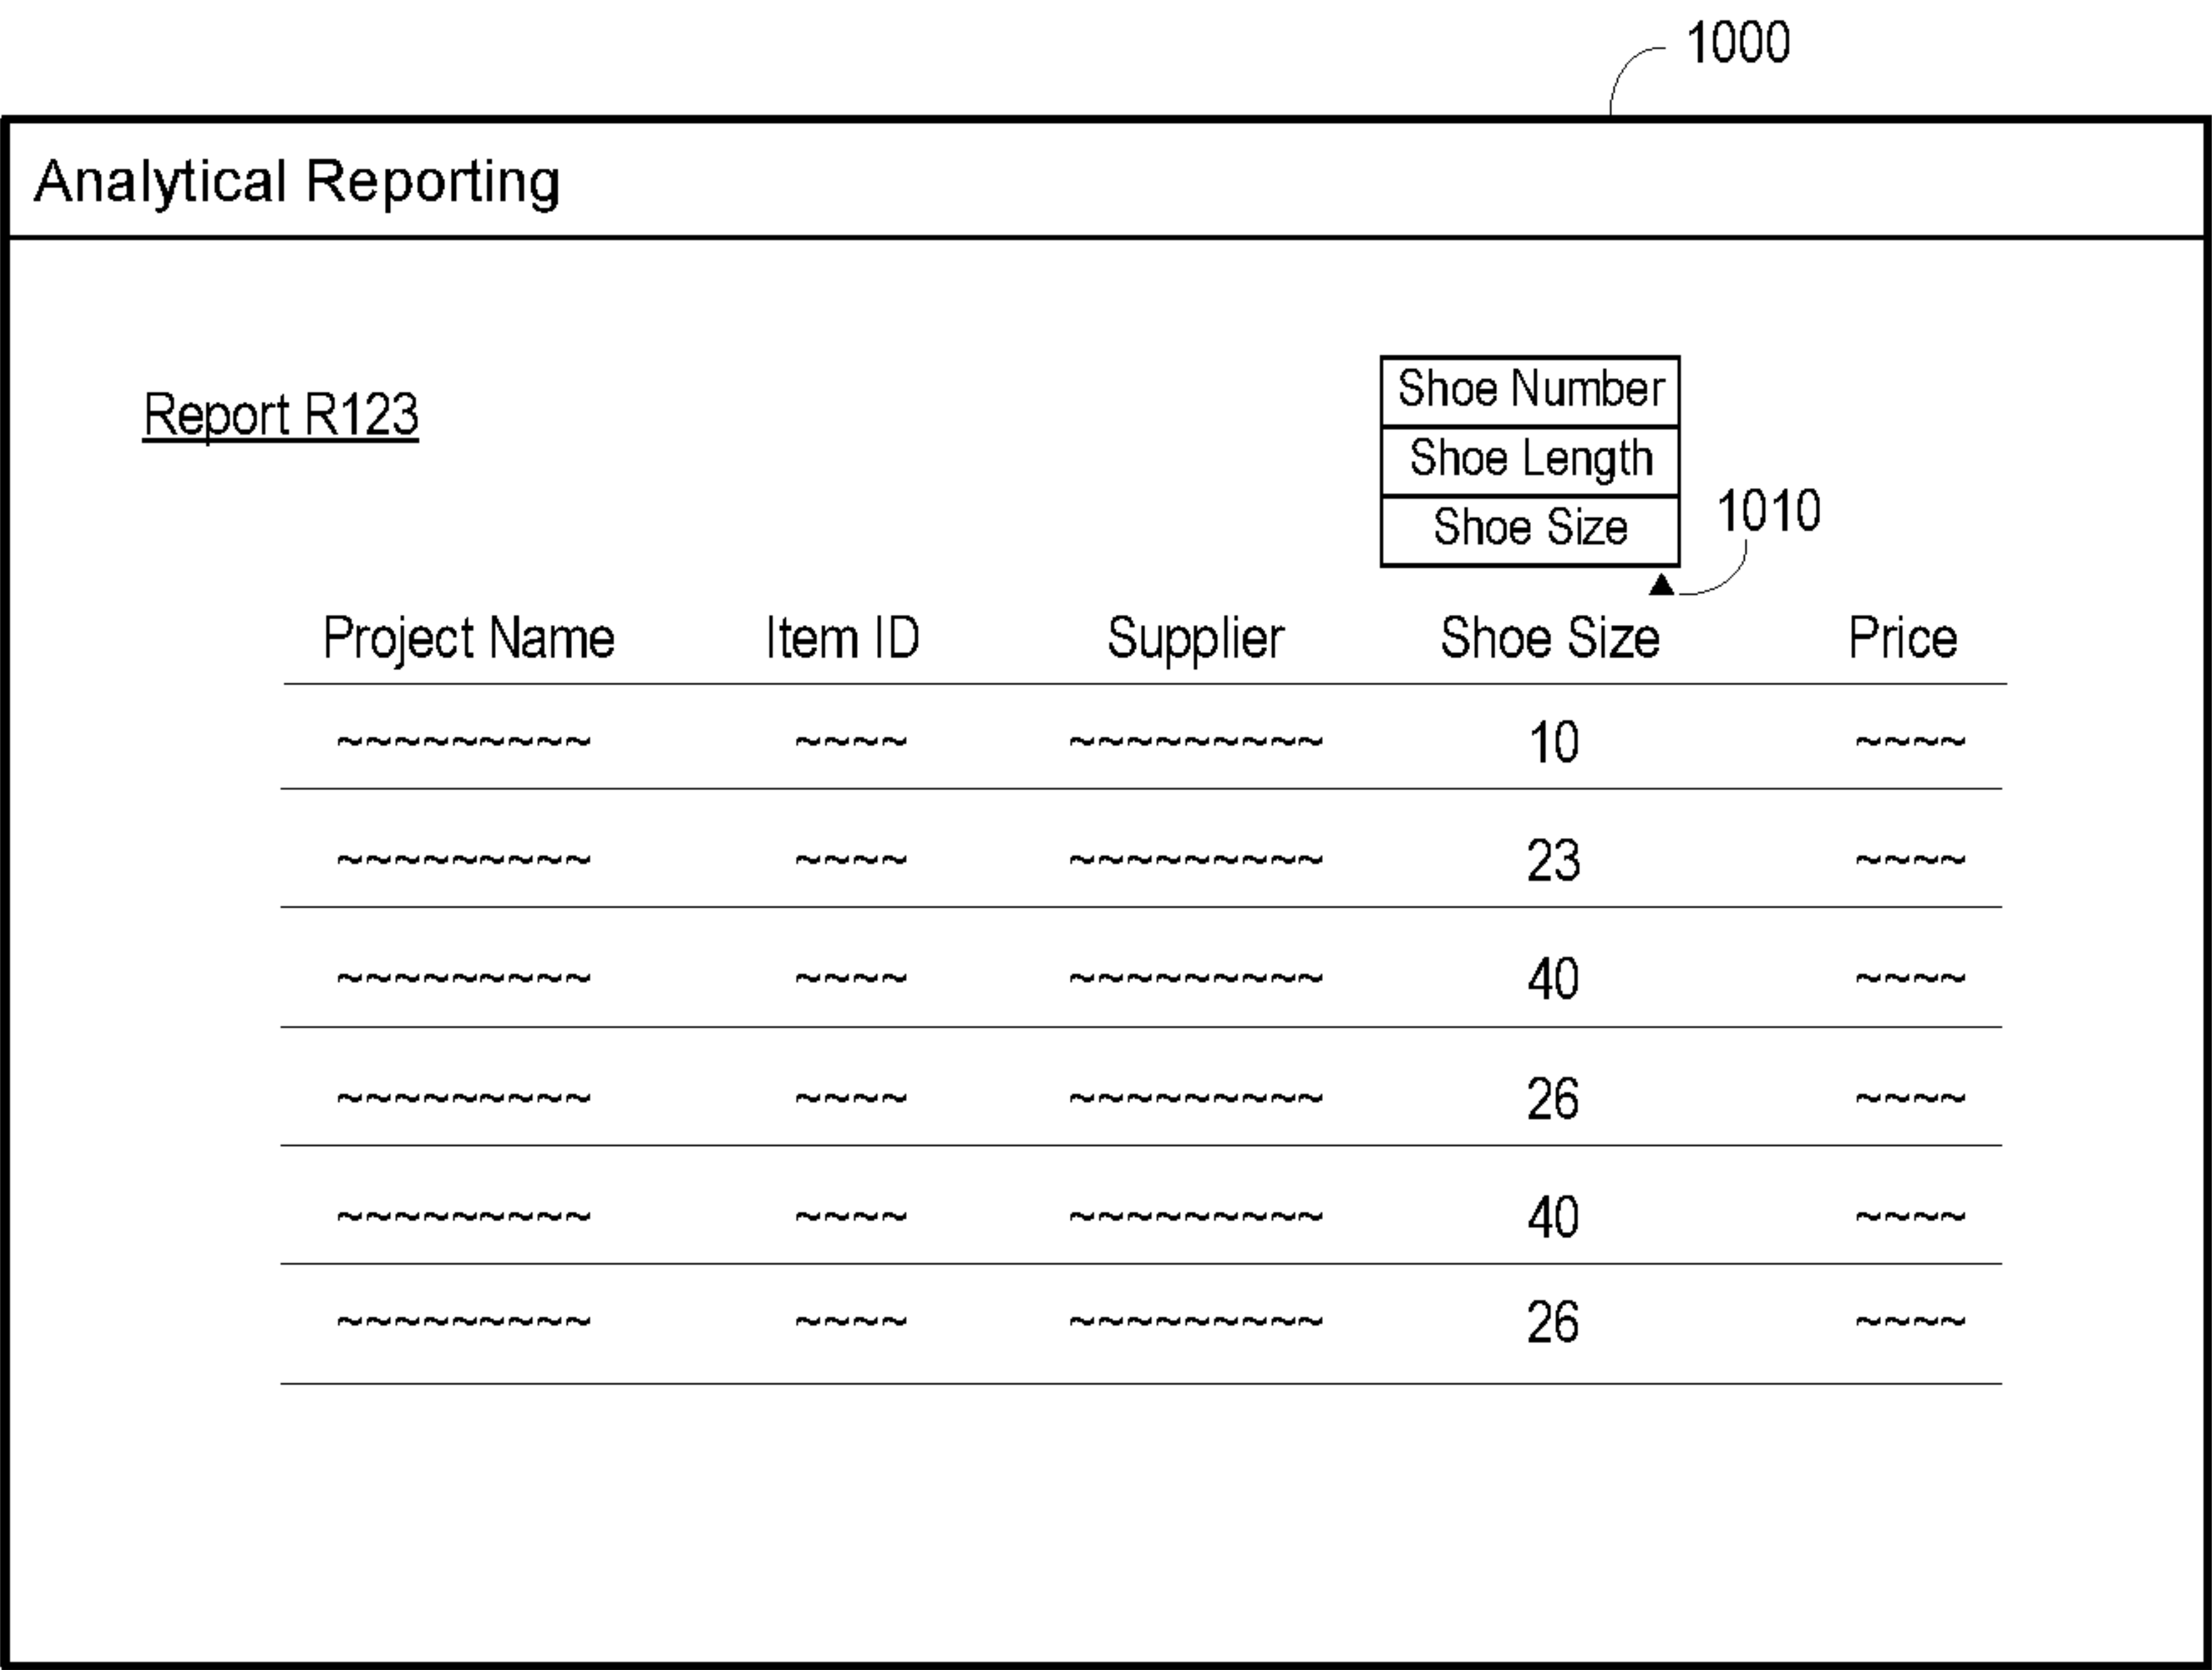 1000
Analytical Reporting
Report R123
Shoe Number
Shoe Length
Shoe Size
1010
Project Name Item ID Supplier Shoe Size Price
~~~~~~~~~ ~~~~ ~~~~~~~~~ 10 ~~~~
~~~~~~~~~ ~~~~ ~~~~~~~~~ 23 ~~~~
~~~~~~~~~ ~~~~ ~~~~~~~~~ 40 ~~~~
~~~~~~~~~ ~~~~ ~~~~~~~~~ 26 ~~~~
~~~~~~~~~ ~~~~ ~~~~~~~~~ 40 ~~~~
~~~~~~~~~ ~~~~ ~~~~~~~~~ 26 ~~~~